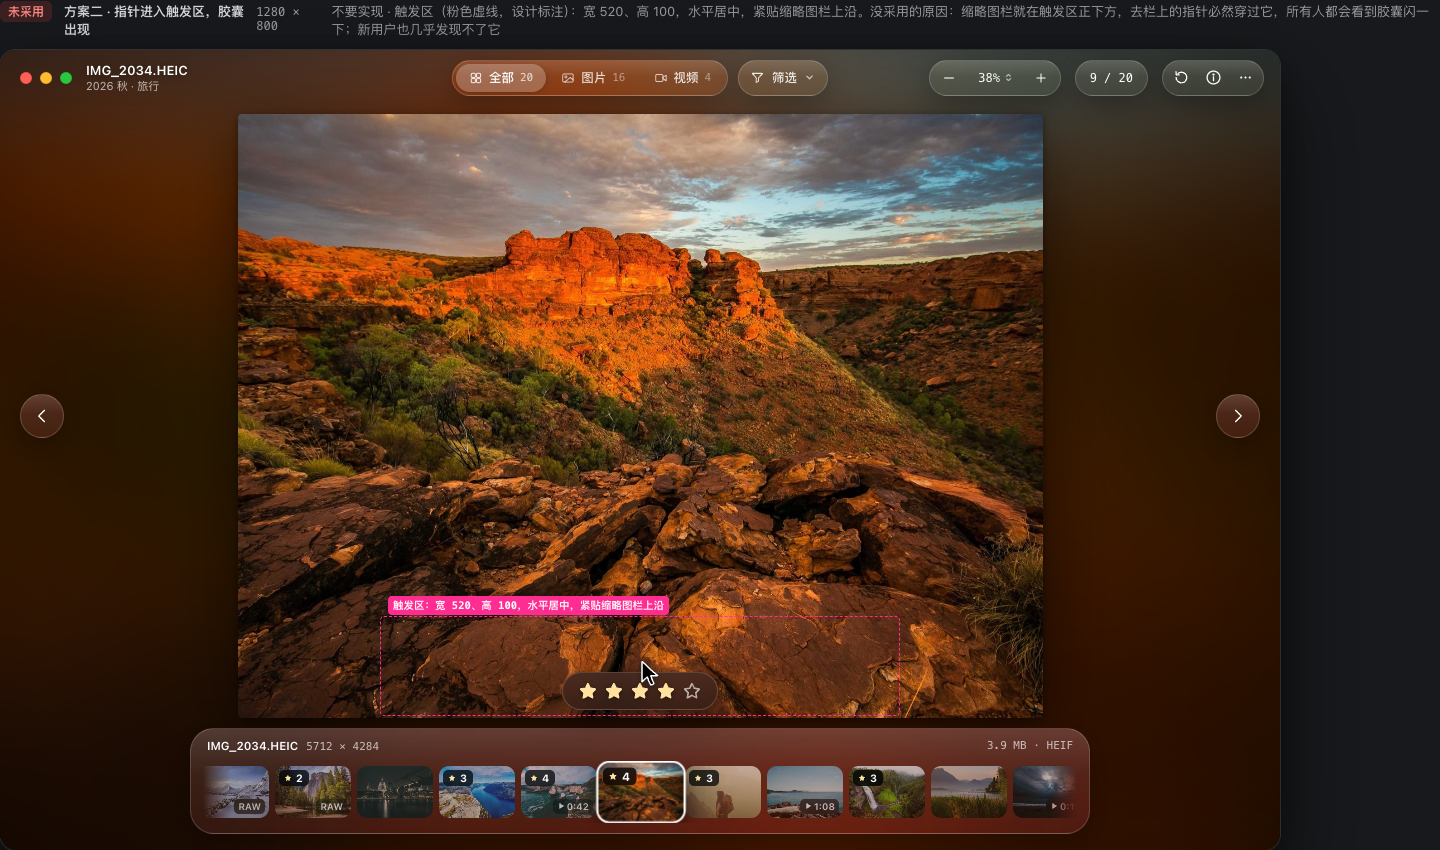 未采用
方案二 · 指针进入触发区，胶囊
出现
1280 ×
800
不要实现 · 触发区（粉色虚线，设计标注）：宽 520、高 100，水平居中，紧贴缩略图栏上沿。没采用的原因：缩略图栏就在触发区正下方，去栏上的指针必然穿过它，所有人都会看到胶囊闪一
下；新用户也几乎发现不了它
IMG_2034.HEIC
2026 秋 · 旅行
全部 20
图片 16
视频 4
筛选
38%
9 / 20
触发区：宽 520、高 100，水平居中，紧贴缩略图栏上沿
IMG_2034.HEIC 5712 × 4284
3.9 MB · HEIF
RAW
2
RAW
3
4
0:42
4
3
1:08
3